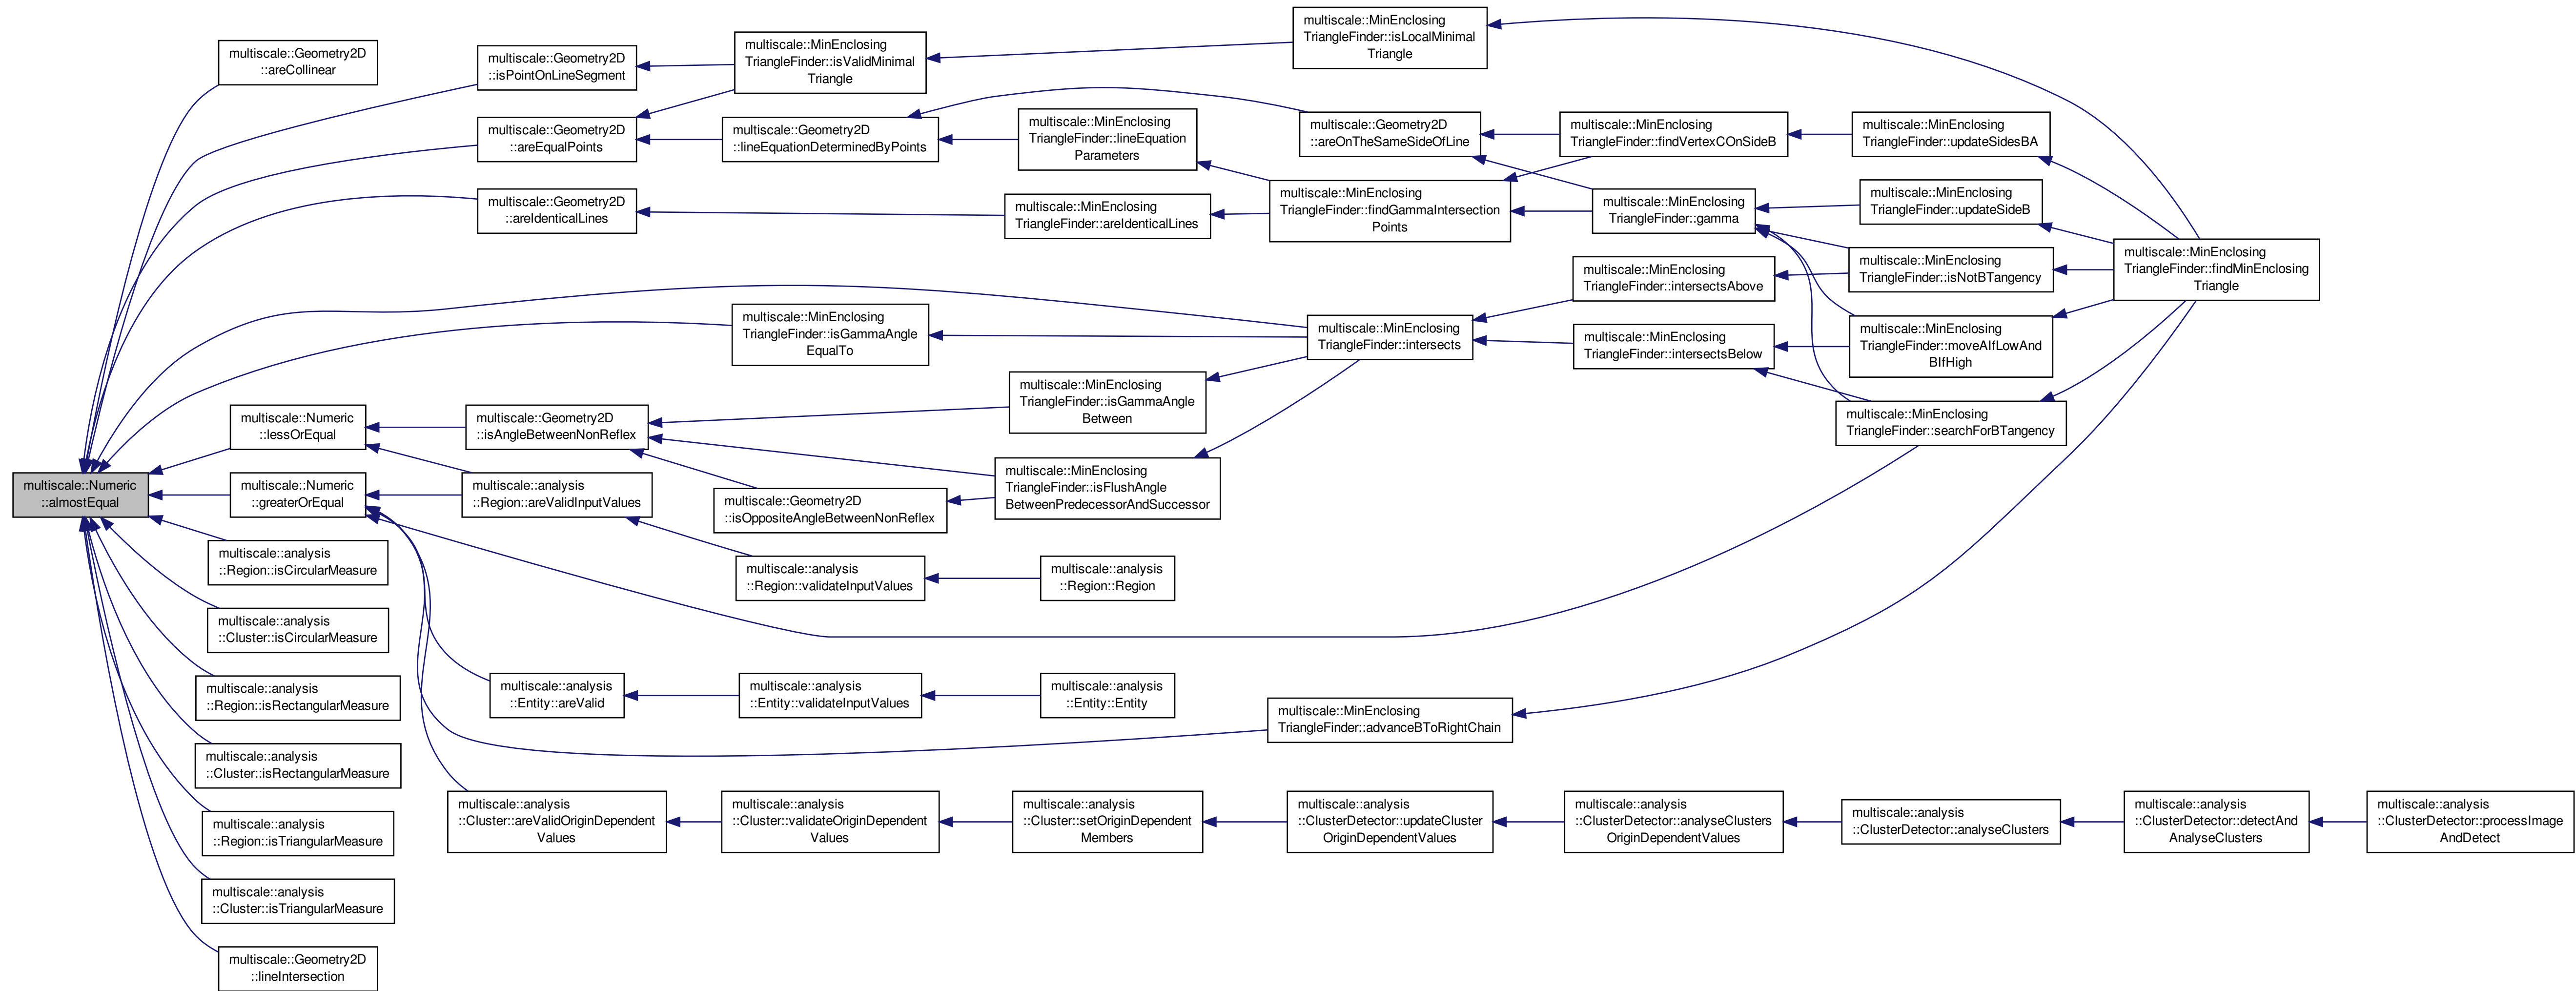 multiscale::MinEnclosing
TriangleFinder::isLocalMinimal
Triangle
multiscale::Geometry2D
::areCollinear
multiscale::Geometry2D
::isPointOnLineSegment
multiscale::MinEnclosing
TriangleFinder::isValidMinimal
Triangle
multiscale::Geometry2D
::areEqualPoints
multiscale::Geometry2D
::lineEquationDeterminedByPoints
multiscale::MinEnclosing
TriangleFinder::lineEquation
Parameters
multiscale::Geometry2D
::areOnTheSameSideOfLine
multiscale::MinEnclosing
TriangleFinder::findVertexCOnSideB
multiscale::MinEnclosing
TriangleFinder::updateSidesBA
multiscale::Geometry2D
::areIdenticalLines
multiscale::MinEnclosing
TriangleFinder::areIdenticalLines
multiscale::MinEnclosing
TriangleFinder::findGammaIntersection
Points
multiscale::MinEnclosing
TriangleFinder::gamma
multiscale::MinEnclosing
TriangleFinder::updateSideB
multiscale::MinEnclosing
TriangleFinder::findMinEnclosing
Triangle
multiscale::MinEnclosing
TriangleFinder::intersectsAbove
multiscale::MinEnclosing
TriangleFinder::isNotBTangency
multiscale::MinEnclosing
TriangleFinder::isGammaAngle
EqualTo
multiscale::MinEnclosing
TriangleFinder::intersects
multiscale::MinEnclosing
TriangleFinder::intersectsBelow
multiscale::MinEnclosing
TriangleFinder::moveAIfLowAnd
BIfHigh
multiscale::MinEnclosing
TriangleFinder::isGammaAngle
Between
multiscale::Numeric
::lessOrEqual
multiscale::Geometry2D
::isAngleBetweenNonReflex
multiscale::MinEnclosing
TriangleFinder::searchForBTangency
multiscale::Numeric
::almostEqual
multiscale::Numeric
::greaterOrEqual
multiscale::analysis
::Region::areValidInputValues
multiscale::Geometry2D
::isOppositeAngleBetweenNonReflex
multiscale::MinEnclosing
TriangleFinder::isFlushAngle
BetweenPredecessorAndSuccessor
multiscale::analysis
::Region::isCircularMeasure
multiscale::analysis
::Region::validateInputValues
multiscale::analysis
::Region::Region
multiscale::analysis
::Cluster::isCircularMeasure
multiscale::analysis
::Region::isRectangularMeasure
multiscale::analysis
::Entity::areValid
multiscale::analysis
::Entity::validateInputValues
multiscale::analysis
::Entity::Entity
multiscale::MinEnclosing
TriangleFinder::advanceBToRightChain
multiscale::analysis
::Cluster::isRectangularMeasure
multiscale::analysis
::Region::isTriangularMeasure
multiscale::analysis
::Cluster::areValidOriginDependent
Values
multiscale::analysis
::Cluster::validateOriginDependent
Values
multiscale::analysis
::Cluster::setOriginDependent
Members
multiscale::analysis
::ClusterDetector::updateCluster
OriginDependentValues
multiscale::analysis
::ClusterDetector::analyseClusters
OriginDependentValues
multiscale::analysis
::ClusterDetector::analyseClusters
multiscale::analysis
::ClusterDetector::detectAnd
AnalyseClusters
multiscale::analysis
::ClusterDetector::processImage
AndDetect
multiscale::analysis
::Cluster::isTriangularMeasure
multiscale::Geometry2D
::lineIntersection